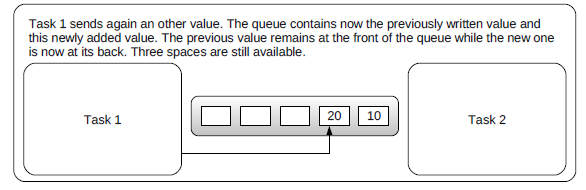 Task 1 sends again an other value. The queue contains now the previously written value and
this newly added value. The previous value remains at the front of the queue while the new one
is now at its back. Three spaces are still available.
Task 1
20
10
Task 2